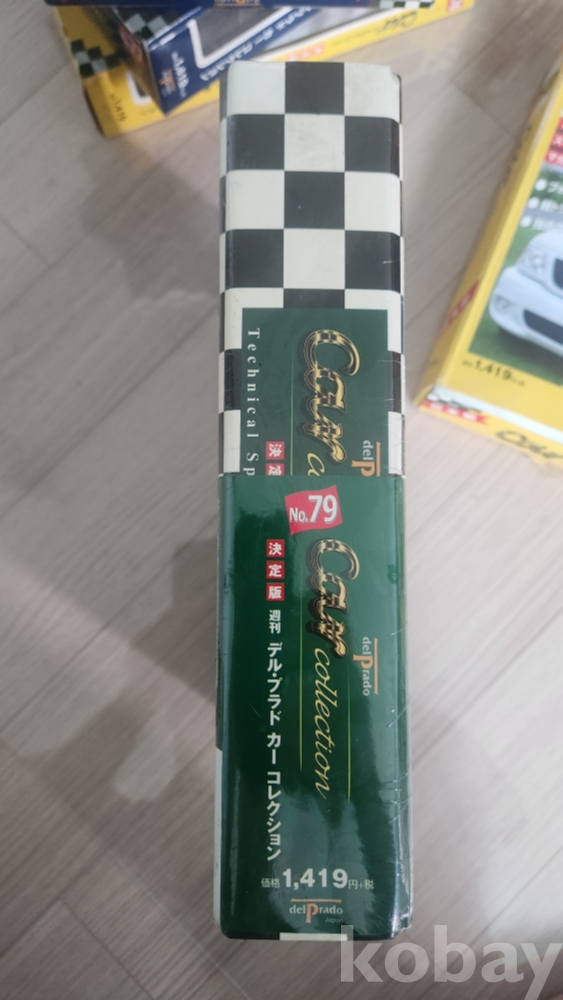 Technical Sp
Car
del Prado
決定
No.79
Car collection
del Prado
決定版 週刊 デル・プラド カー コレクション
価格 1,419円+税
del Prado
Japan
1,419
kobay